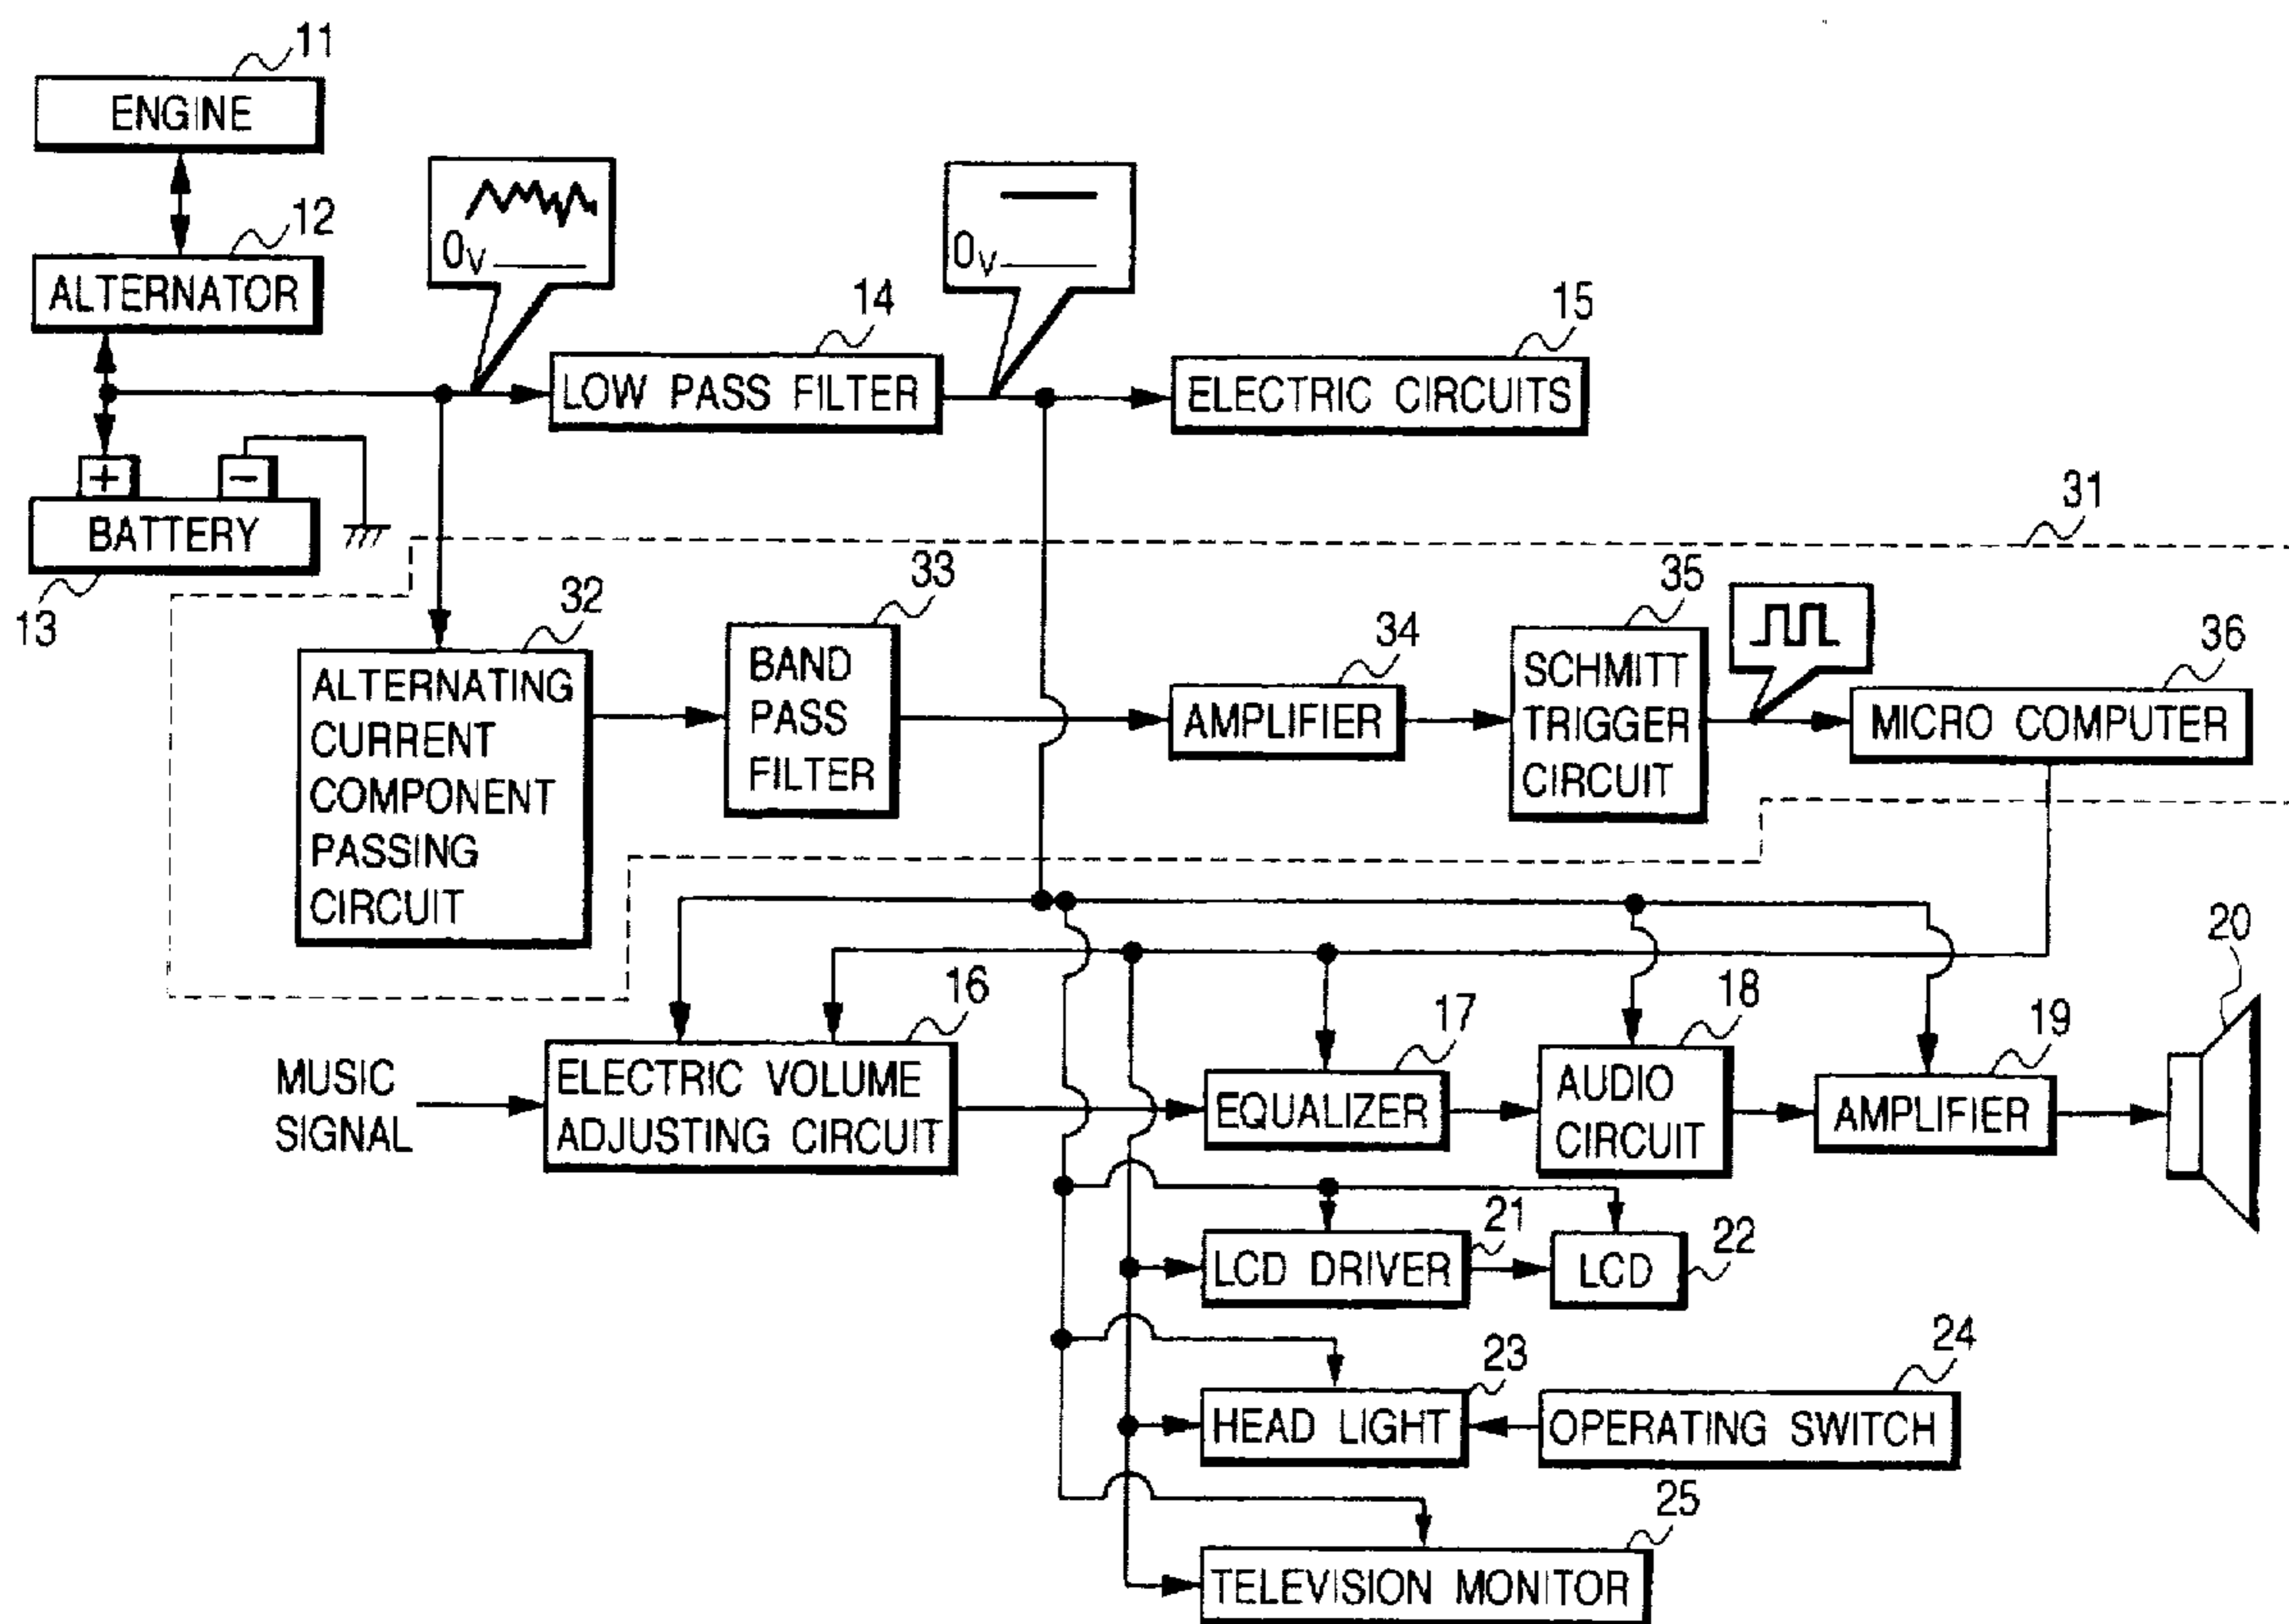 11
ENGINE
12
ALTERNATOR
0V
0V
14
LOW PASS FILTER
15
ELECTRIC CIRCUITS
+
−
BATTERY
13
31
32
ALTERNATING
CURRENT
COMPONENT
PASSING
CIRCUIT
33
BAND
PASS
FILTER
34
AMPLIFIER
35
SCHMITT
TRIGGER
CIRCUIT
36
MICRO COMPUTER
MUSIC
SIGNAL
16
ELECTRIC VOLUME
ADJUSTING CIRCUIT
17
EQUALIZER
18
AUDIO
CIRCUIT
19
AMPLIFIER
20
21
LCD DRIVER
LCD
22
23
HEAD LIGHT
24
OPERATING SWITCH
25
TELEVISION MONITOR